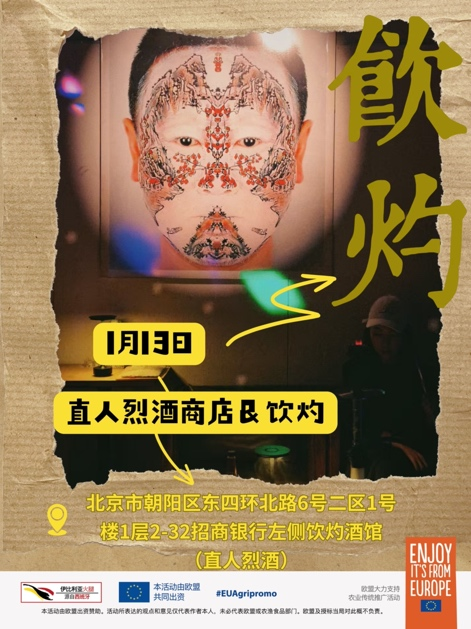 飲
灼
1月13日
直人烈酒商店& 饮灼
北京市朝阳区东四环北路6号二区1号
楼1层2-32招商银行左侧饮灼酒馆
（直人烈酒）
伊比利亚火腿
源自西班牙
本活动由欧盟
共同出资
#EUAgripromo
欧盟大力支持
农业传统推广活动
ENJOY
IT'S FROM
EUROPE
本活动由欧盟出资赞助。活动所表达的观点和意见仅代表作者本人，未必代表欧盟或农渔食品部门。欧盟及授标当局对此概不负责。